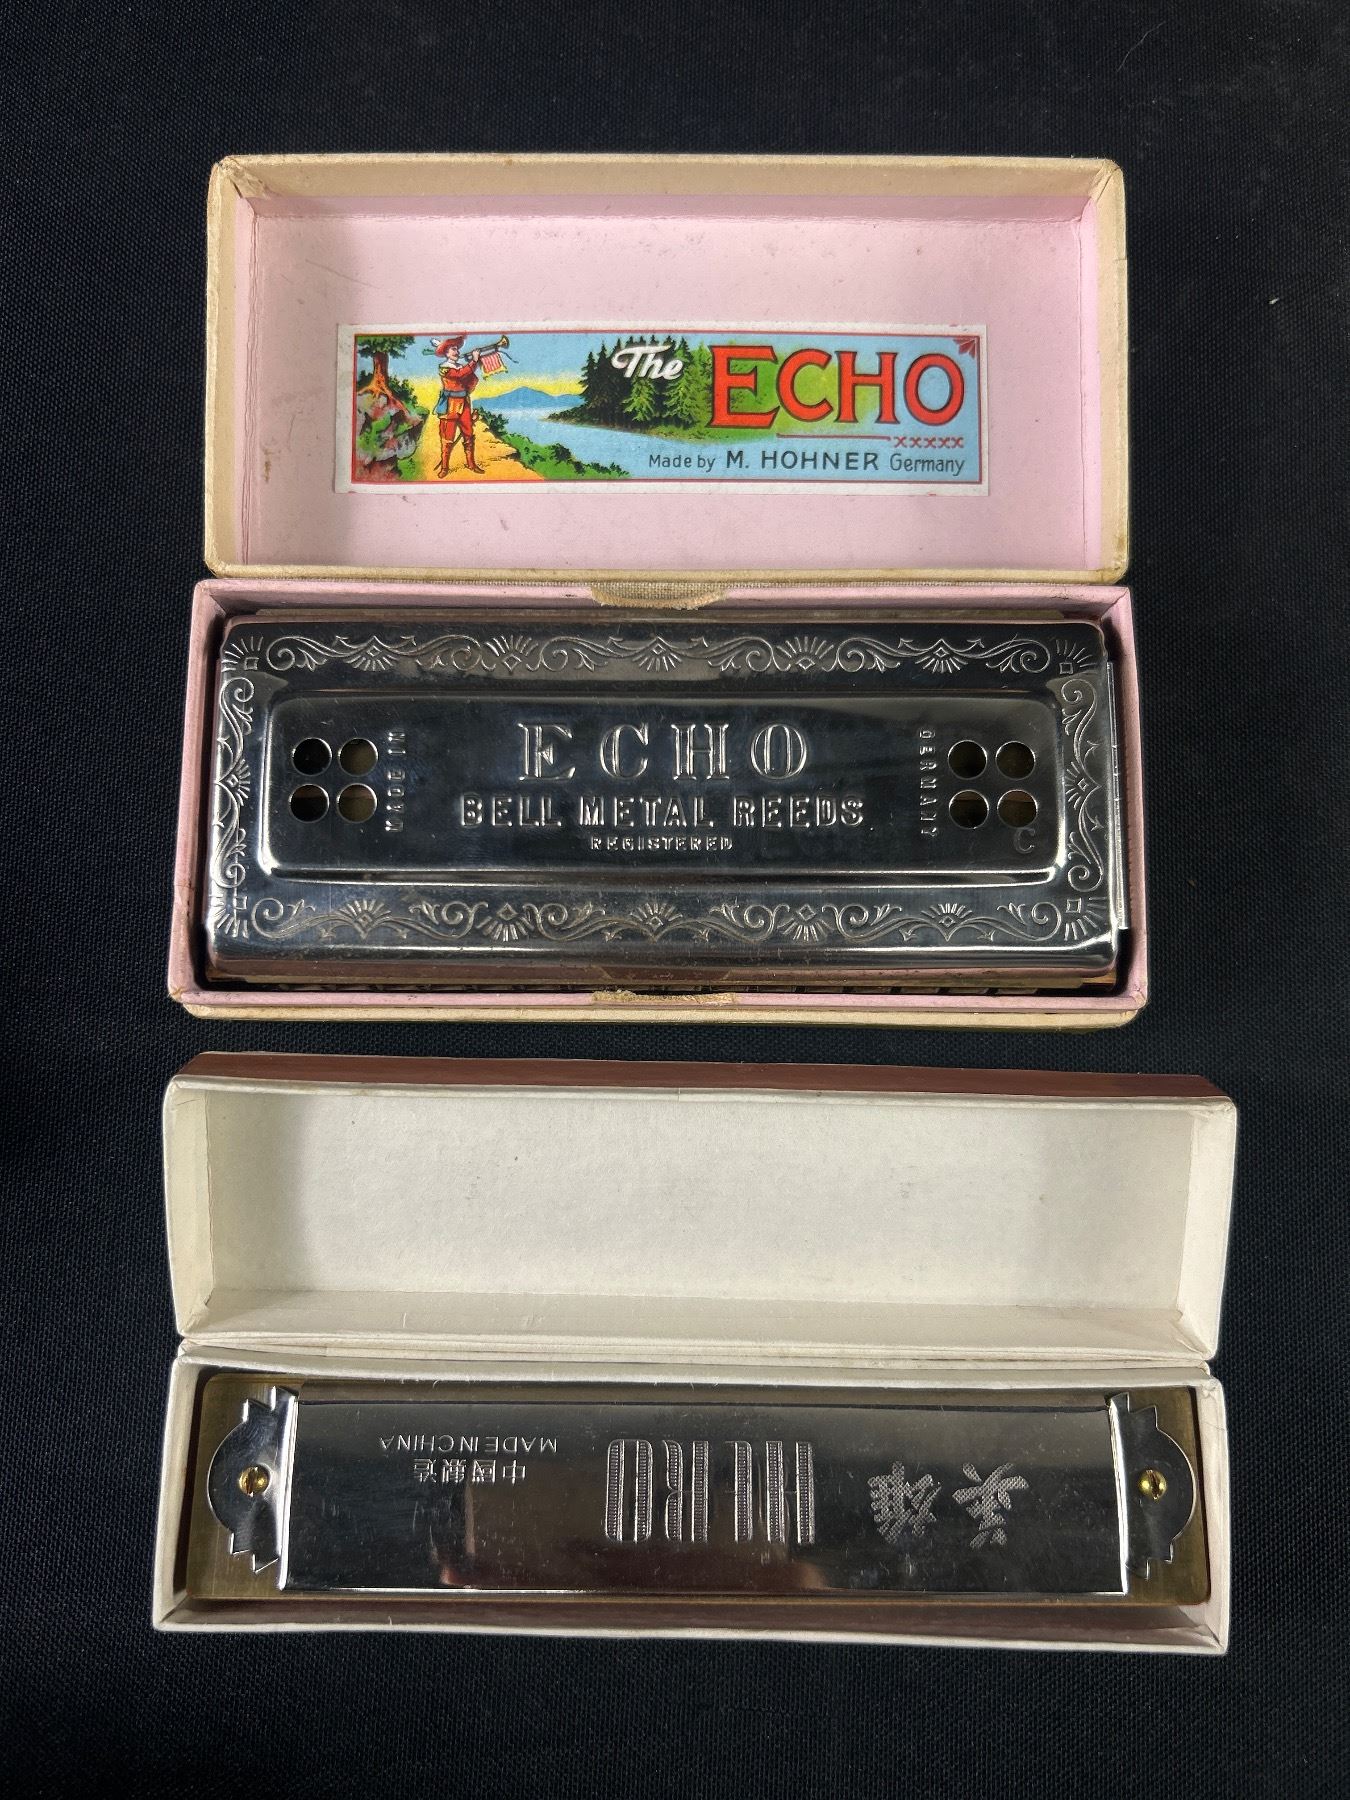 The ECHO
xxxxx
Made by M. HOHNER Germany
ECHO
BELL METAL REEDS
REGISTERED
MADE IN
GERMANY
C
英雄 HERO
中國製造
MADE IN CHINA